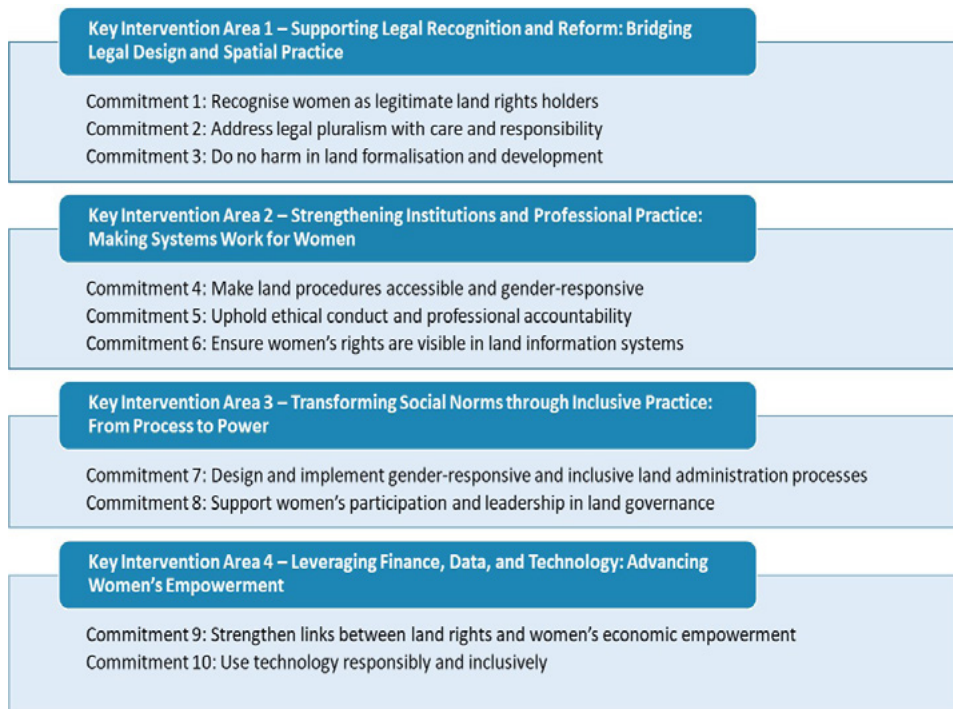 Key Intervention Area 1 – Supporting Legal Recognition and Reform: Bridging
Legal Design and Spatial Practice
Commitment 1: Recognise women as legitimate land rights holders
Commitment 2: Address legal pluralism with care and responsibility
Commitment 3: Do no harm in land formalisation and development
Key Intervention Area 2 – Strengthening Institutions and Professional Practice:
Making Systems Work for Women
Commitment 4: Make land procedures accessible and gender-responsive
Commitment 5: Uphold ethical conduct and professional accountability
Commitment 6: Ensure women's rights are visible in land information systems
Key Intervention Area 3 – Transforming Social Norms through Inclusive Practice:
From Process to Power
Commitment 7: Design and implement gender-responsive and inclusive land administration processes
Commitment 8: Support women's participation and leadership in land governance
Key Intervention Area 4 – Leveraging Finance, Data, and Technology: Advancing
Women's Empowerment
Commitment 9: Strengthen links between land rights and women's economic empowerment
Commitment 10: Use technology responsibly and inclusively